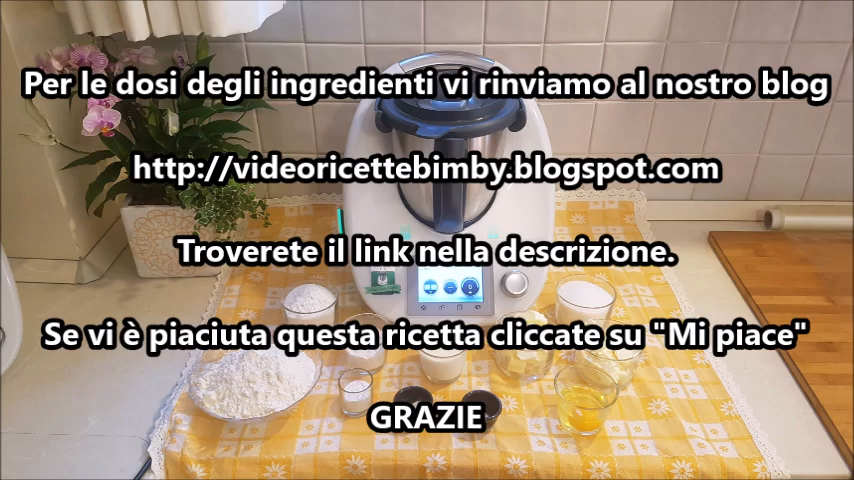 Per le dosi degli ingredienti vi rinviamo al nostro blog
http://videoricettebimby.blogspot.com
Troverete il link nella descrizione.
Se vi è piaciuta questa ricetta cliccate su "Mi piace"
GRAZIE